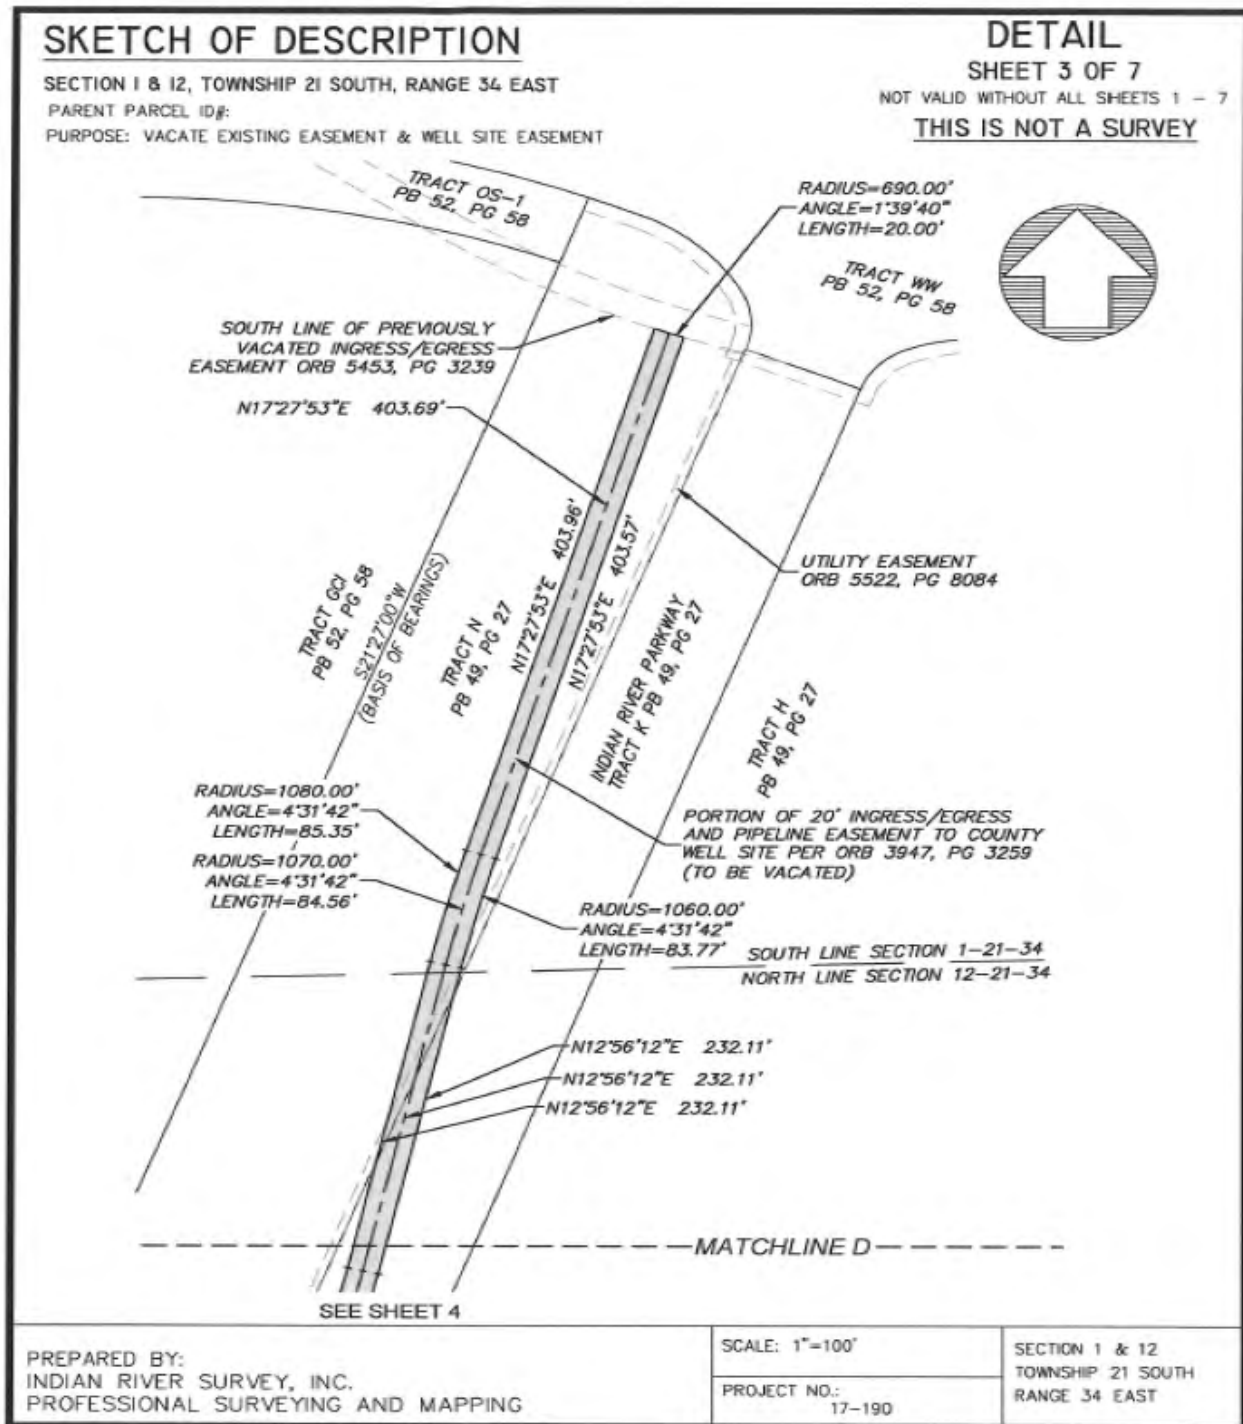 SKETCH OF DESCRIPTION
SECTION 1 & 12, TOWNSHIP 21 SOUTH, RANGE 34 EAST
PARENT PARCEL ID#:
PURPOSE: VACATE EXISTING EASEMENT & WELL SITE EASEMENT
DETAIL
SHEET 3 OF 7
NOT VALID WITHOUT ALL SHEETS 1 - 7
THIS IS NOT A SURVEY
TRACT OS-1
PB 52, PG 58
RADIUS=690.00'
ANGLE=1°39'40"
LENGTH=20.00'
TRACT WW
PB 52, PG 58
SOUTH LINE OF PREVIOUSLY
VACATED INGRESS/EGRESS
EASEMENT ORB 5453, PG 3239
N17°27'53"E 403.69'
N17°27'53"E 403.96'
N17°27'53"E 403.57'
UTILITY EASEMENT
ORB 5522, PG 8084
TRACT GCI
PB 52, PG 58
S21°27'00"W
(BASIS OF BEARINGS)
TRACT N
PB 49, PG 27
INDIAN RIVER PARKWAY
TRACT K PB 49, PG 27
TRACT H
PB 49, PG 27
RADIUS=1080.00'
ANGLE=4°31'42"
LENGTH=85.35'
RADIUS=1070.00'
ANGLE=4°31'42"
LENGTH=84.56'
PORTION OF 20' INGRESS/EGRESS
AND PIPELINE EASEMENT TO COUNTY
WELL SITE PER ORB 3947, PG 3259
(TO BE VACATED)
RADIUS=1060.00'
ANGLE=4°31'42"
LENGTH=83.77'
SOUTH LINE SECTION 1-21-34
NORTH LINE SECTION 12-21-34
N12°56'12"E 232.11'
N12°56'12"E 232.11'
N12°56'12"E 232.11'
MATCHLINE D
SEE SHEET 4
PREPARED BY:
INDIAN RIVER SURVEY, INC.
PROFESSIONAL SURVEYING AND MAPPING
SCALE: 1"=100'
PROJECT NO.:
17-190
SECTION 1 & 12
TOWNSHIP 21 SOUTH
RANGE 34 EAST